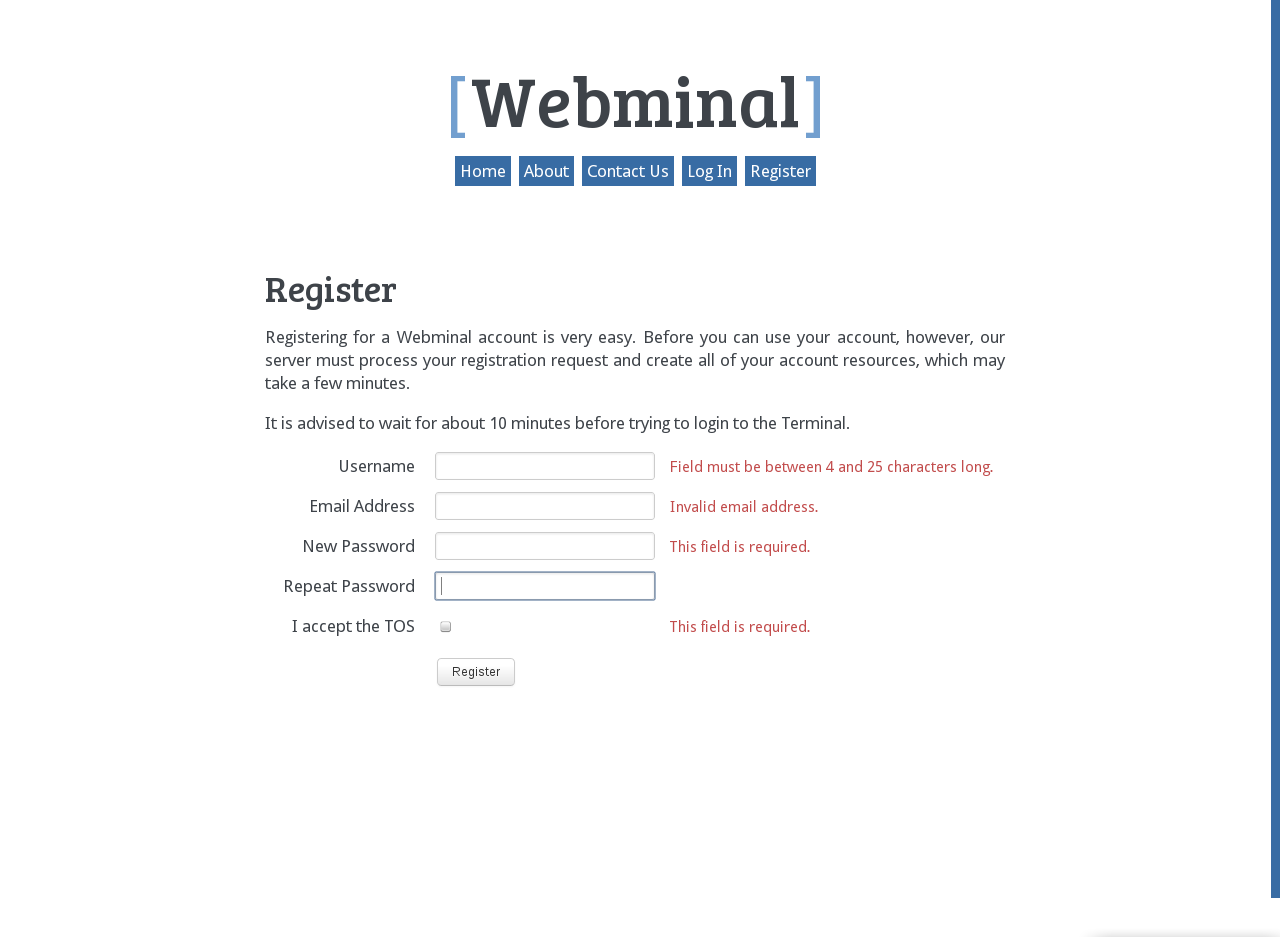 [Webminal]
Home About Contact Us Log In Register
Register
Registering for a Webminal account is very easy. Before you can use your account, however, our
server must process your registration request and create all of your account resources, which may
take a few minutes.
It is advised to wait for about 10 minutes before trying to login to the Terminal.
Username Field must be between 4 and 25 characters long.
Email Address Invalid email address.
New Password This field is required.
Repeat Password
I accept the TOS This field is required.
Register